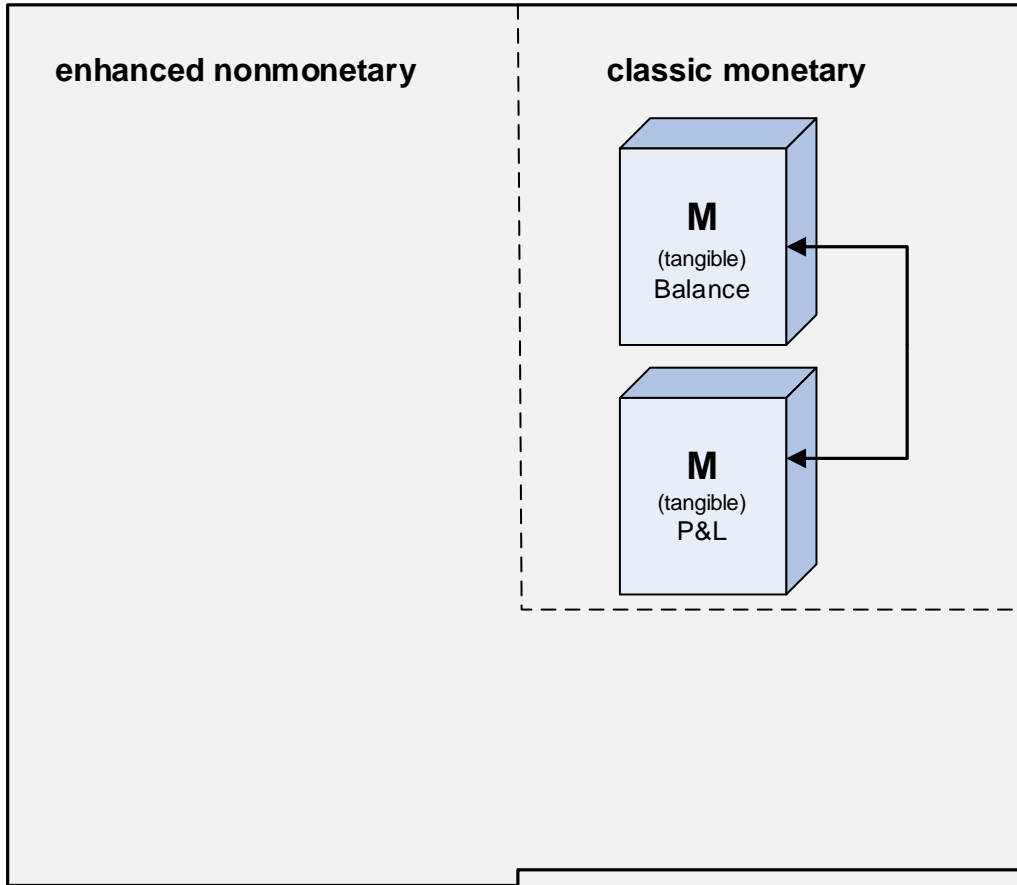 enhanced nonmonetary
classic monetary
M
(tangible)
Balance
M
(tangible)
P&L